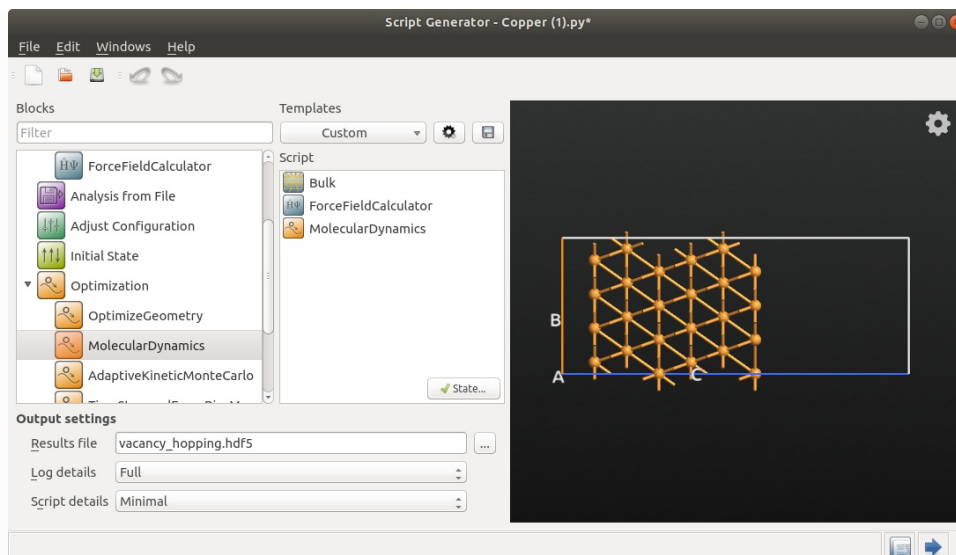 Script Generator - Copper (1).py*
File Edit Windows Help
Blocks
Filter
ĤΨ ForceFieldCalculator
Analysis from File
Adjust Configuration
Initial State
Optimization
OptimizeGeometry
MolecularDynamics
AdaptiveKineticMonteCarlo
Templates
Custom
Script
Bulk
ĤΨ ForceFieldCalculator
MolecularDynamics
State...
Output settings
Results file vacancy_hopping.hdf5 ...
Log details Full
Script details Minimal
B
A C